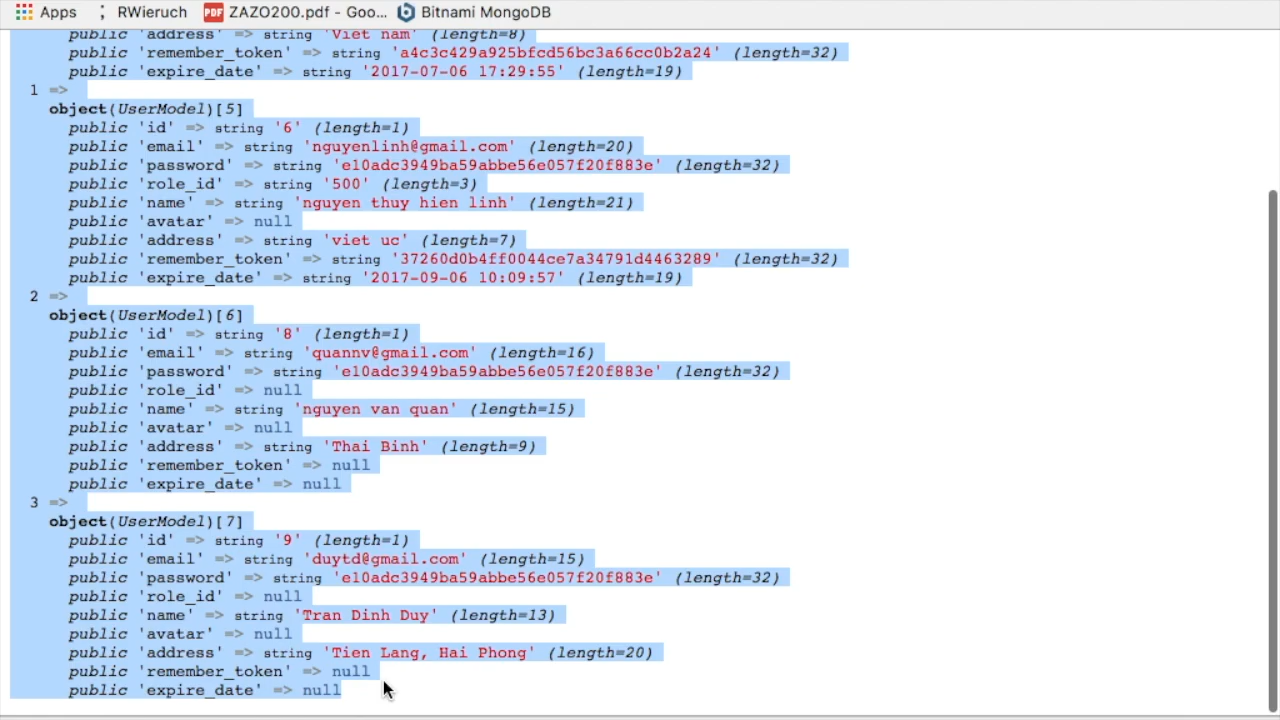 Apps ; RWieruch PDF ZAZO200.pdf - Goo... Bitnami MongoDB
public 'address' => string 'Viet nam' (length=8)
public 'remember_token' => string 'a4c3c429a925bfcd56bc3a66cc0b2a24' (length=32)
public 'expire_date' => string '2017-07-06 17:29:55' (length=19)
1 =>
object(UserModel)[5]
public 'id' => string '6' (length=1)
public 'email' => string 'nguyenlinh@gmail.com' (length=20)
public 'password' => string 'e10adc3949ba59abbe56e057f20f883e' (length=32)
public 'role_id' => string '500' (length=3)
public 'name' => string 'nguyen thuy hien linh' (length=21)
public 'avatar' => null
public 'address' => string 'viet uc' (length=7)
public 'remember_token' => string '37260d0b4ff0044ce7a34791d4463289' (length=32)
public 'expire_date' => string '2017-09-06 10:09:57' (length=19)
2 =>
object(UserModel)[6]
public 'id' => string '8' (length=1)
public 'email' => string 'quannv@gmail.com' (length=16)
public 'password' => string 'e10adc3949ba59abbe56e057f20f883e' (length=32)
public 'role_id' => null
public 'name' => string 'nguyen van quan' (length=15)
public 'avatar' => null
public 'address' => string 'Thai Binh' (length=9)
public 'remember_token' => null
public 'expire_date' => null
3 =>
object(UserModel)[7]
public 'id' => string '9' (length=1)
public 'email' => string 'duytd@gmail.com' (length=15)
public 'password' => string 'e10adc3949ba59abbe56e057f20f883e' (length=32)
public 'role_id' => null
public 'name' => string 'Tran Dinh Duy' (length=13)
public 'avatar' => null
public 'address' => string 'Tien Lang, Hai Phong' (length=20)
public 'remember_token' => null
public 'expire_date' => null